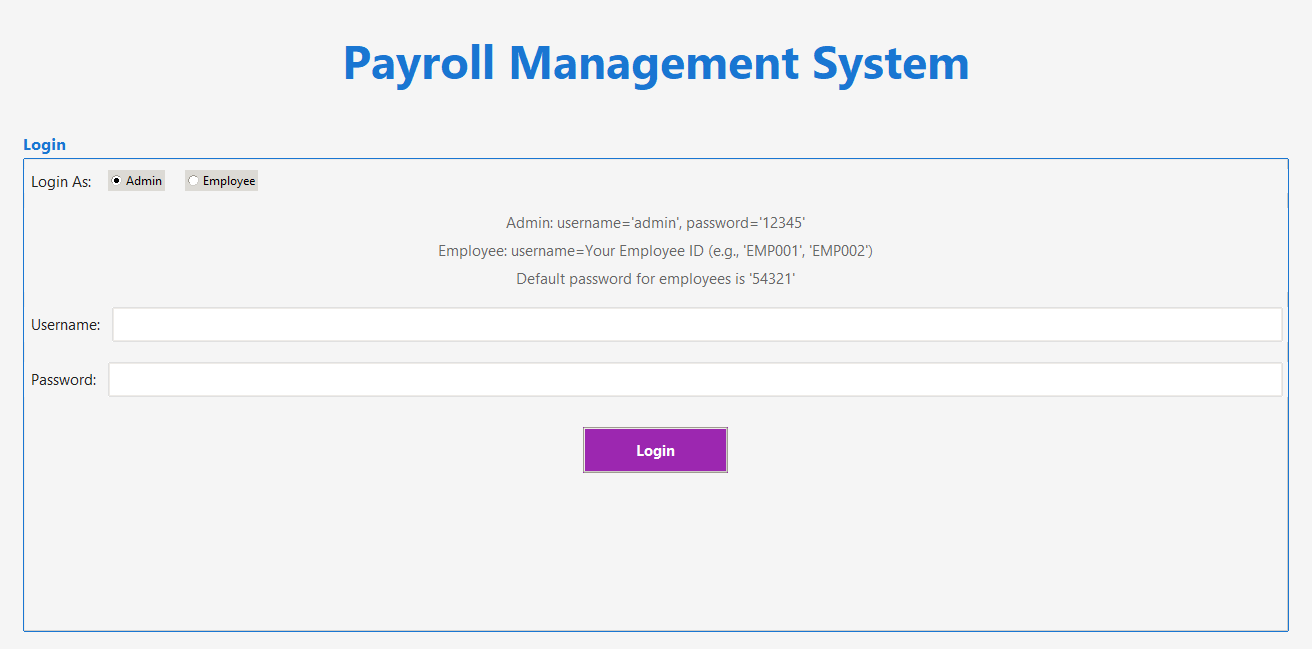 Payroll Management System
Login
Login As: Admin Employee
Admin: username='admin', password='12345'
Employee: username=Your Employee ID (e.g., 'EMP001', 'EMP002')
Default password for employees is '54321'
Username:
Password:
Login